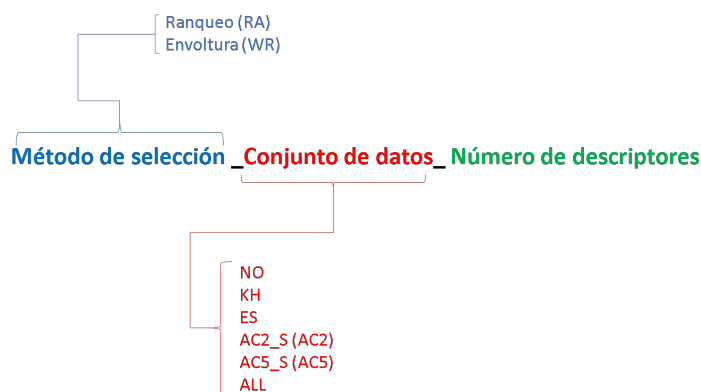 Ranqueo (RA)
Envoltura (WR)
Método de selección _Conjunto de datos_ Número de descriptores
NO
KH
ES
AC2_S (AC2)
AC5_S (AC5)
ALL